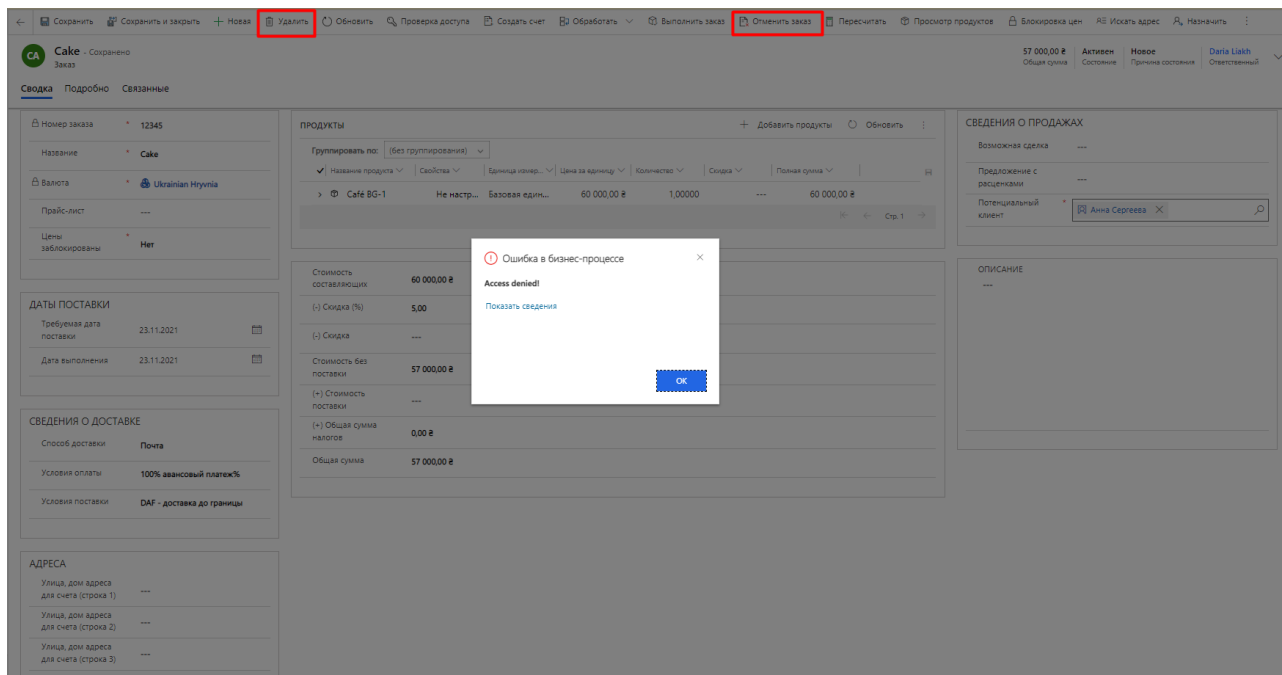 Сохранить Сохранить и закрыть Новая Удалить Обновить Проверка доступа Создать счет Обработать Выполнить заказ Отменить заказ Пересчитать Просмотр продуктов Блокировка цен Искать адрес Назначить
CA Cake - Сохранено
Заказ
57 000,00 ₴ Активен Новое Daria Liakh
Общая сумма Состояние Причина состояния Ответственный
Сводка Подробно Связанные
Номер заказа * 12345
Название * Cake
Валюта * Ukrainian Hryvnia
Прайс-лист ---
Цены
заблокированы * Нет
ДАТЫ ПОСТАВКИ
Требуемая дата
поставки 23.11.2021
Дата выполнения 23.11.2021
СВЕДЕНИЯ О ДОСТАВКЕ
Способ доставки Почта
Условия оплаты 100% авансовый платеж%
Условия поставки DAF - доставка до границы
АДРЕСА
Улица, дом адреса
для счета (строка 1) ---
Улица, дом адреса
для счета (строка 2) ---
Улица, дом адреса
для счета (строка 3) ---
ПРОДУКТЫ + Добавить продукты Обновить
Группировать по: (без группирования)
Название продукта Свойства Единица измер... Цена за единицу Количество Скидка Полная сумма
Café BG-1 Не настр... Базовая един... 60 000,00 ₴ 1,00000 --- 60 000,00 ₴
Стр. 1
Стоимость
составляющих 60 000,00 ₴
(-) Скидка (%) 5,00
(-) Скидка ---
Стоимость без
поставки 57 000,00 ₴
(+) Стоимость
поставки ---
(+) Общая сумма
налогов 0,00 ₴
Общая сумма 57 000,00 ₴
Ошибка в бизнес-процессе
Access denied!
Показать сведения
ОК
СВЕДЕНИЯ О ПРОДАЖАХ
Возможная сделка ---
Предложение с
расценками ---
Потенциальный
клиент * Анна Сергеева
ОПИСАНИЕ
---